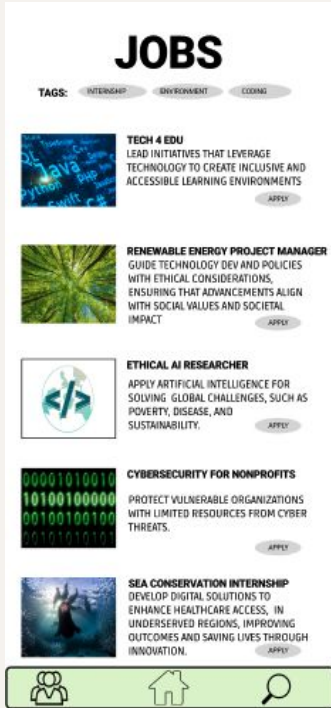 JOBS
TAGS: INTERNSHIP ENVIRONMENT CODING
TECH 4 EDU
LEAD INITIATIVES THAT LEVERAGE
TECHNOLOGY TO CREATE INCLUSIVE AND
ACCESSIBLE LEARNING ENVIRONMENTS
APPLY
Java
PHP
Python
Swift
C#
RENEWABLE ENERGY PROJECT MANAGER
GUIDE TECHNOLOGY DEV AND POLICIES
WITH ETHICAL CONSIDERATIONS,
ENSURING THAT ADVANCEMENTS ALIGN
WITH SOCIAL VALUES AND SOCIETAL
IMPACT
APPLY
</>
ETHICAL AI RESEARCHER
APPLY ARTIFICIAL INTELLIGENCE FOR
SOLVING GLOBAL CHALLENGES, SUCH AS
POVERTY, DISEASE, AND
SUSTAINABILITY.
APPLY
CYBERSECURITY FOR NONPROFITS
PROTECT VULNERABLE ORGANIZATIONS
WITH LIMITED RESOURCES FROM CYBER
THREATS.
APPLY
SEA CONSERVATION INTERNSHIP
DEVELOP DIGITAL SOLUTIONS TO
ENHANCE HEALTHCARE ACCESS, IN
UNDERSERVED REGIONS, IMPROVING
OUTCOMES AND SAVING LIVES THROUGH
INNOVATION.
APPLY